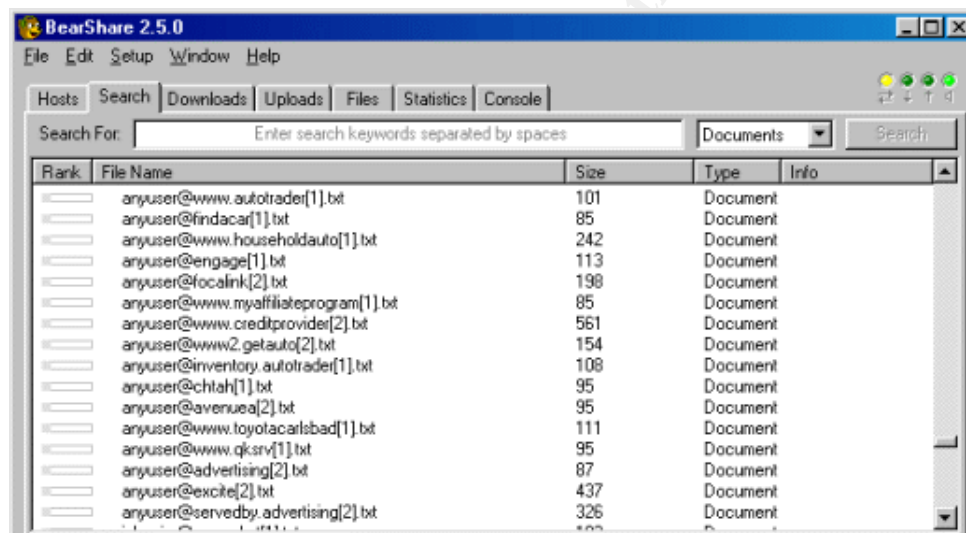 BearShare 2.5.0
File Edit Setup Window Help
Hosts Search Downloads Uploads Files Statistics Console
Search For: Enter search keywords separated by spaces Documents Search
Rank File Name Size Type Info
anyuser@www.autotrader[1].txt 101 Document
anyuser@findacar[1].txt 85 Document
anyuser@www.householdauto[1].txt 242 Document
anyuser@engage[1].txt 113 Document
anyuser@focalink[2].txt 198 Document
anyuser@www.myaffiliateprogram[1].txt 85 Document
anyuser@www.creditprovider[2].txt 561 Document
anyuser@www2.getauto[2].txt 154 Document
anyuser@inventory.autotrader[1].txt 108 Document
anyuser@chtah[1].txt 95 Document
anyuser@avenuea[2].txt 95 Document
anyuser@www.toyotacarlsbad[1].txt 111 Document
anyuser@www.qksrv[1].txt 95 Document
anyuser@advertising[2].txt 87 Document
anyuser@excite[2].txt 437 Document
anyuser@servedby.advertising[2].txt 326 Document